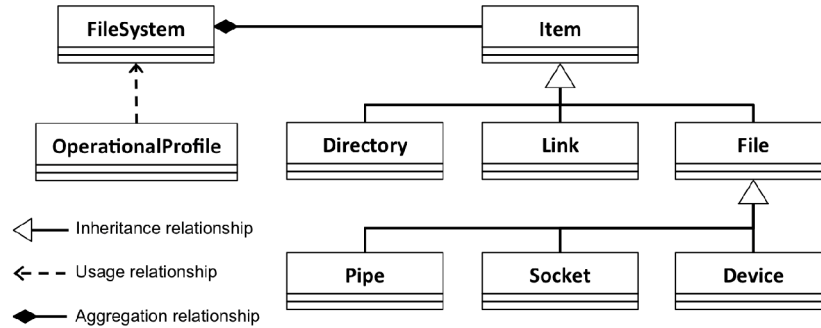 FileSystem
Item
OperationalProfile
Directory
Link
File
Inheritance relationship
Usage relationship
Pipe
Socket
Device
Aggregation relationship